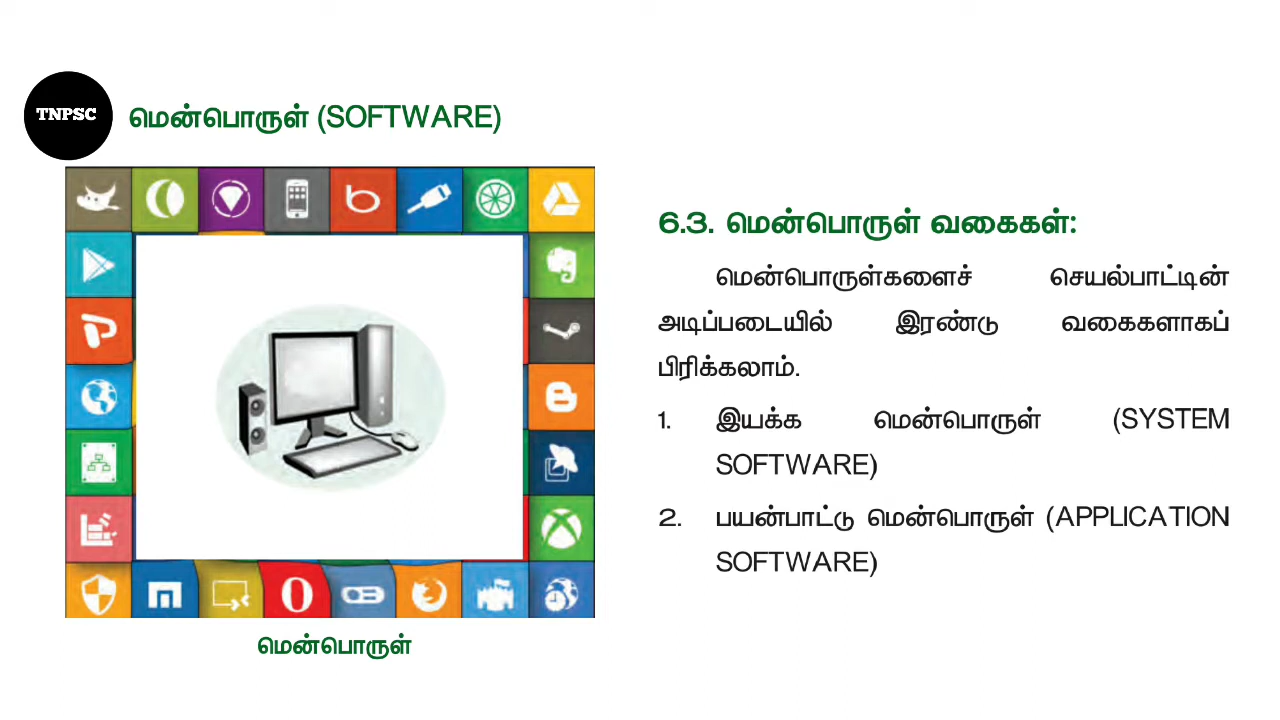 TNPSC
மென்பொருள் (SOFTWARE)
6.3. மென்பொருள் வகைகள்:
மென்பொருள்களைச் செயல்பாட்டின்
அடிப்படையில் இரண்டு வகைகளாகப்
பிரிக்கலாம்.
1. இயக்க மென்பொருள் (SYSTEM
SOFTWARE)
2. பயன்பாட்டு மென்பொருள் (APPLICATION
SOFTWARE)
மென்பொருள்